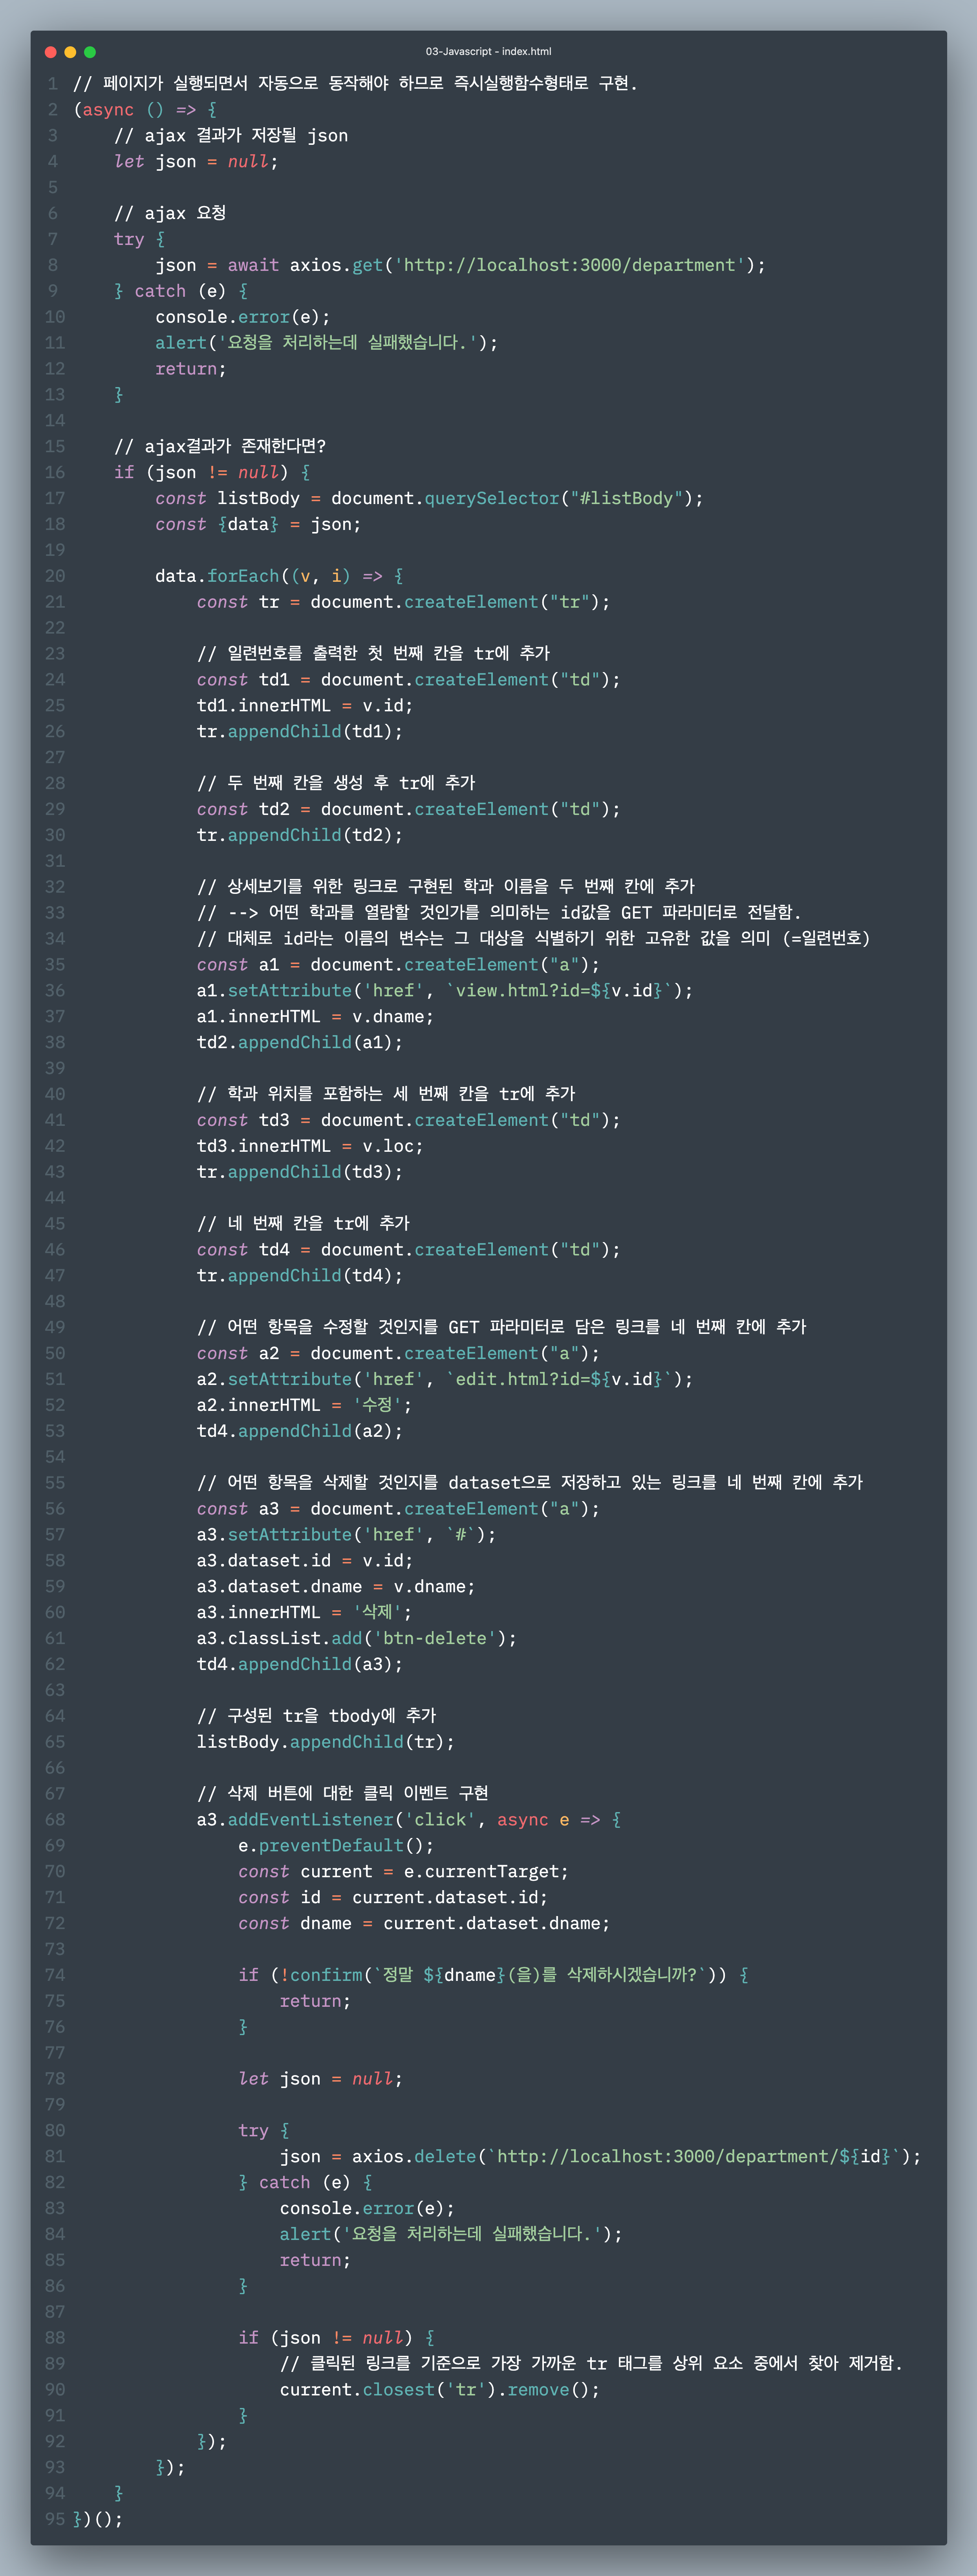 03-Javascript - index.html
1 // 페이지가 실행되면서 자동으로 동작해야 하므로 즉시실행함수형태로 구현.
2 (async () => {
3     // ajax 결과가 저장될 json
4     let json = null;
5
6     // ajax 요청
7     try {
8         json = await axios.get('http://localhost:3000/department');
9     } catch (e) {
10         console.error(e);
11         alert('요청을 처리하는데 실패했습니다.');
12         return;
13     }
14
15     // ajax결과가 존재한다면?
16     if (json != null) {
17         const listBody = document.querySelector("#listBody");
18         const {data} = json;
19
20         data.forEach((v, i) => {
21             const tr = document.createElement("tr");
22
23             // 일련번호를 출력한 첫 번째 칸을 tr에 추가
24             const td1 = document.createElement("td");
25             td1.innerHTML = v.id;
26             tr.appendChild(td1);
27
28             // 두 번째 칸을 생성 후 tr에 추가
29             const td2 = document.createElement("td");
30             tr.appendChild(td2);
31
32             // 상세보기를 위한 링크로 구현된 학과 이름을 두 번째 칸에 추가
33             // --> 어떤 학과를 열람할 것인가를 의미하는 id값을 GET 파라미터로 전달함.
34             // 대체로 id라는 이름의 변수는 그 대상을 식별하기 위한 고유한 값을 의미 (=일련번호)
35             const a1 = document.createElement("a");
36             a1.setAttribute('href', `view.html?id=${v.id}`);
37             a1.innerHTML = v.dname;
38             td2.appendChild(a1);
39
40             // 학과 위치를 포함하는 세 번째 칸을 tr에 추가
41             const td3 = document.createElement("td");
42             td3.innerHTML = v.loc;
43             tr.appendChild(td3);
44
45             // 네 번째 칸을 tr에 추가
46             const td4 = document.createElement("td");
47             tr.appendChild(td4);
48
49             // 어떤 항목을 수정할 것인지를 GET 파라미터로 담은 링크를 네 번째 칸에 추가
50             const a2 = document.createElement("a");
51             a2.setAttribute('href', `edit.html?id=${v.id}`);
52             a2.innerHTML = '수정';
53             td4.appendChild(a2);
54
55             // 어떤 항목을 삭제할 것인지를 dataset으로 저장하고 있는 링크를 네 번째 칸에 추가
56             const a3 = document.createElement("a");
57             a3.setAttribute('href', `#`);
58             a3.dataset.id = v.id;
59             a3.dataset.dname = v.dname;
60             a3.innerHTML = '삭제';
61             a3.classList.add('btn-delete');
62             td4.appendChild(a3);
63
64             // 구성된 tr을 tbody에 추가
65             listBody.appendChild(tr);
66
67             // 삭제 버튼에 대한 클릭 이벤트 구현
68             a3.addEventListener('click', async e => {
69                 e.preventDefault();
70                 const current = e.currentTarget;
71                 const id = current.dataset.id;
72                 const dname = current.dataset.dname;
73
74                 if (!confirm(`정말 ${dname}(을)를 삭제하시겠습니까?`)) {
75                     return;
76                 }
77
78                 let json = null;
79
80                 try {
81                     json = axios.delete(`http://localhost:3000/department/${id}`);
82                 } catch (e) {
83                     console.error(e);
84                     alert('요청을 처리하는데 실패했습니다.');
85                     return;
86                 }
87
88                 if (json != null) {
89                     // 클릭된 링크를 기준으로 가장 가까운 tr 태그를 상위 요소 중에서 찾아 제거함.
90                     current.closest('tr').remove();
91                 }
92             });
93         });
94     }
95 })();